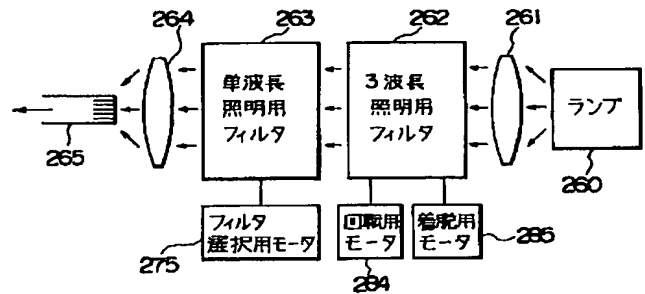 264
263
262
261
単波長
照明用
フィルタ
3波長
照明用
フィルタ
ランプ
265
260
フィルタ
選択用モータ
回転用
モータ
着脱用
モータ
275
284
285